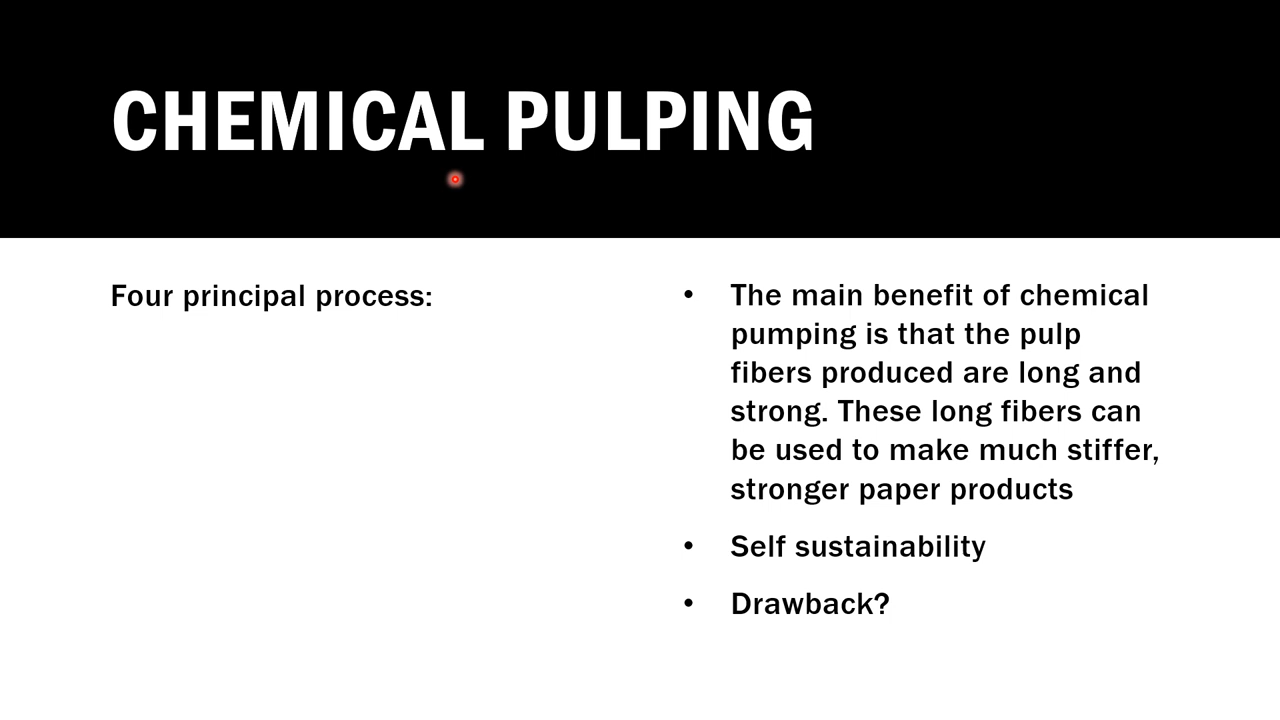 CHEMICAL PULPING
Four principal process:
• The main benefit of chemical
pumping is that the pulp
fibers produced are long and
strong. These long fibers can
be used to make much stiffer,
stronger paper products
• Self sustainability
• Drawback?